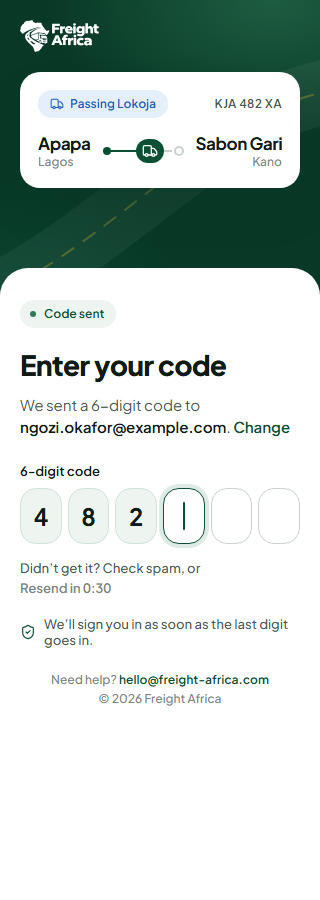 Freight
Africa
Passing Lokoja
KJA 482 XA
Apapa
Sabon Gari
Lagos
Kano
Code sent
Enter your code
We sent a 6-digit code to
ngozi.okafor@example.com. Change
6-digit code
4 8 2
Didn't get it? Check spam, or
Resend in 0:30
We'll sign you in as soon as the last digit
goes in.
Need help? hello@freight-africa.com
© 2026 Freight Africa